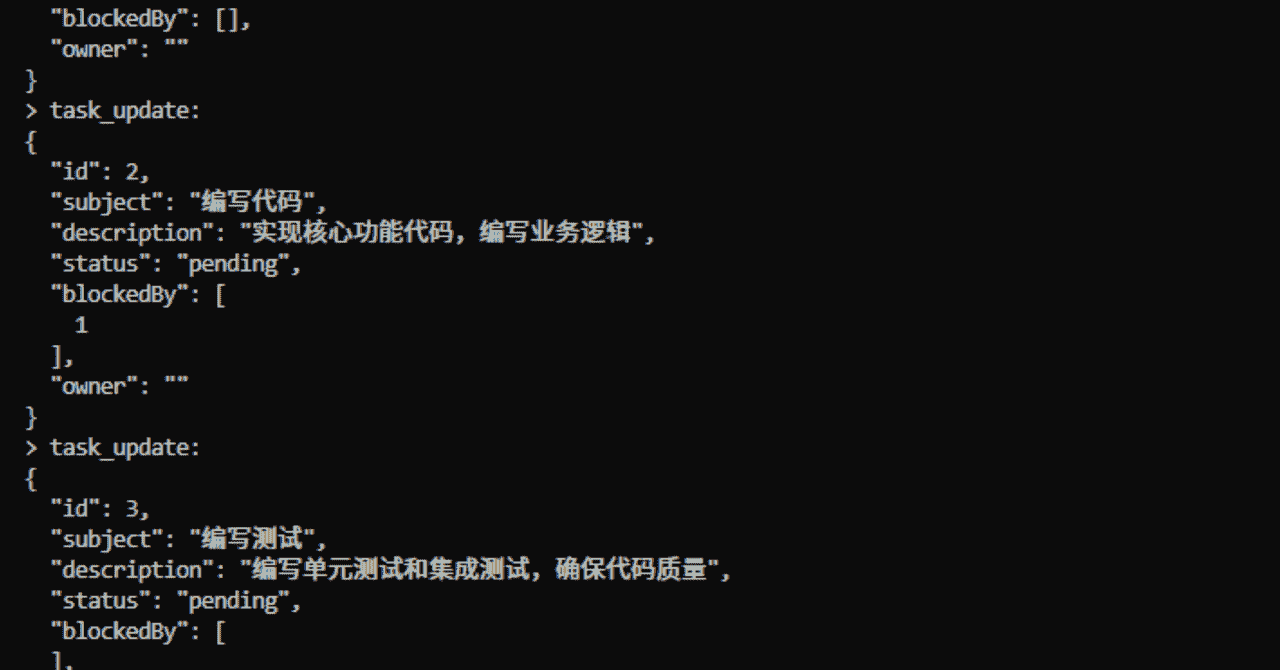 "blockedBy": [],
"owner": ""
}
> task_update:
{
"id": 2,
"subject": "编写代码",
"description": "实现核心功能代码，编写业务逻辑",
"status": "pending",
"blockedBy": [
1
],
"owner": ""
}
> task_update:
{
"id": 3,
"subject": "编写测试",
"description": "编写单元测试和集成测试，确保代码质量",
"status": "pending",
"blockedBy": [
],